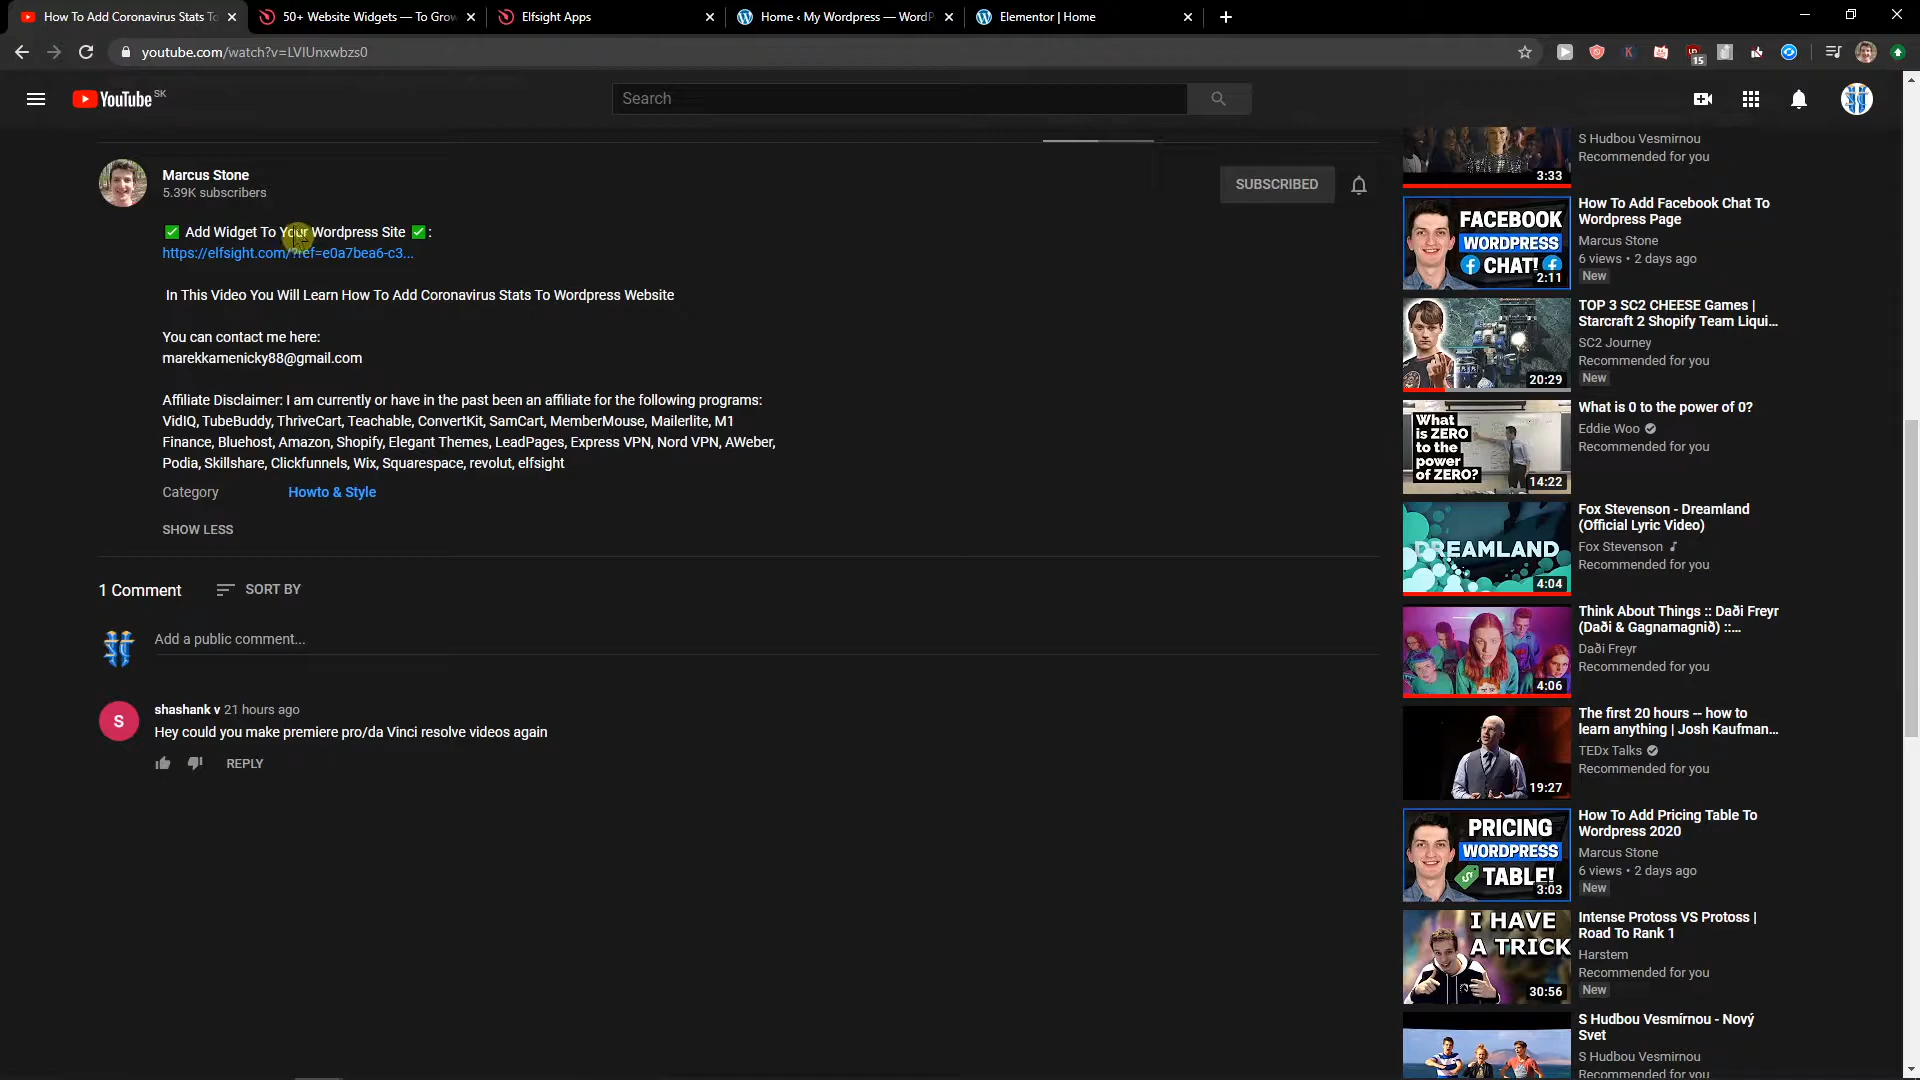 How To Add Coronavirus Stats To
50+ Website Widgets — To Grow
Elfsight Apps
Home ‹ My Wordpress — WordP
Elementor | Home
youtube.com/watch?v=LVIUnxwbzs0
15
YouTube SK
Search
Marcus Stone
5.39K subscribers
SUBSCRIBED
✅ Add Widget To Your Wordpress Site ✅ :
https://elfsight.com/?ref=e0a7bea6-c3...
In This Video You Will Learn How To Add Coronavirus Stats To Wordpress Website
You can contact me here:
marekkamenicky88@gmail.com
Affiliate Disclaimer: I am currently or have in the past been an affiliate for the following programs:
VidIQ, TubeBuddy, ThriveCart, Teachable, ConvertKit, SamCart, MemberMouse, Mailerlite, M1
Finance, Bluehost, Amazon, Shopify, Elegant Themes, LeadPages, Express VPN, Nord VPN, AWeber,
Podia, Skillshare, Clickfunnels, Wix, Squarespace, revolut, elfsight
Category Howto & Style
SHOW LESS
1 Comment SORT BY
Add a public comment...
S
shashank v 21 hours ago
Hey could you make premiere pro/da Vinci resolve videos again
REPLY
S Hudbou Vesmirnou
Recommended for you
3:33
FACEBOOK
WORDPRESS
CHAT!
2:11
How To Add Facebook Chat To
Wordpress Page
Marcus Stone
6 views • 2 days ago
New
20:29
TOP 3 SC2 CHEESE Games |
Starcraft 2 Shopify Team Liqui...
SC2 Journey
Recommended for you
New
What
is ZERO
to the
power of
ZERO?
14:22
What is 0 to the power of 0?
Eddie Woo
Recommended for you
DREAMLAND
4:04
Fox Stevenson - Dreamland
(Official Lyric Video)
Fox Stevenson
Recommended for you
4:06
Think About Things :: Daði Freyr
(Daði & Gagnamagnið) ::...
Daði Freyr
Recommended for you
19:27
The first 20 hours -- how to
learn anything | Josh Kaufman...
TEDx Talks
Recommended for you
PRICING
WORDPRESS
TABLE!
3:03
How To Add Pricing Table To
Wordpress 2020
Marcus Stone
6 views • 2 days ago
New
I HAVE
A TRICK
30:56
Intense Protoss VS Protoss |
Road To Rank 1
Harstem
Recommended for you
New
S Hudbou Vesmírnou - Nový
Svet
S Hudbou Vesmirnou
Recommended for you